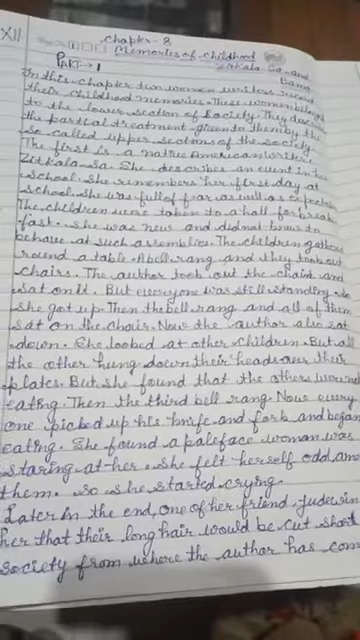 XII
Chapter - 8
Memories of childhood
Zitkala-Sa and
Bama
PART→1
In this chapter two women writers record
their childhood memories. These women belong
to the lower section of Society. They describe
the partial treatment given to them by the
so called upper sections of the society.
The first is a native American writer
Zitkala-Sa. She describes an event in her
school. She remembers her first day at
school. She was full of fear as well as
The children were taken to a hall for break
fast. She was new and did not know to
behave at such assemblies. The children gathered
round a table. A bell rang and they took out
chairs. The author took out the chair and
sat on it. But everyone was still standing. So
she got up. Then the bell rang and all of them
sat on the chair. Now the author also sat
down. She looked at other children. But all
the other hung down their heads over their
plates. But she found that the others were not
eating. Then the third bell rang. Now every
one picked up his knife and fork and began
eating. She found a paleface woman was
staring at her. She felt herself odd amo
them. So she started crying.
Later in the end, one of her friend Judewin
her that their long hair would be cut short
society from where the author has com